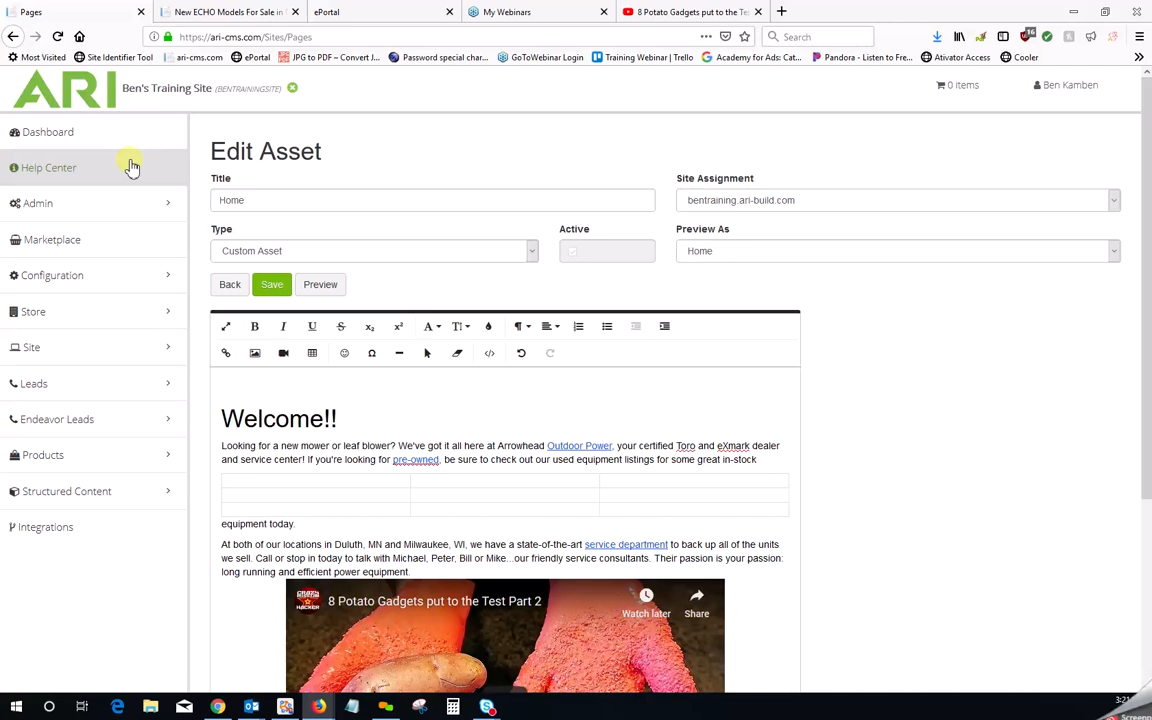 Pages
New ECHO Models For Sale in
ePortal
My Webinars
8 Potato Gadgets put to the Te
https://ari-cms.com/Sites/Pages
Search
Most Visited
Site Identifier Tool
ari-cms.com
ePortal
JPG to PDF – Convert J...
Password special char...
GoToWebinar Login
Training Webinar | Trello
Academy for Ads: Cat...
Pandora - Listen to Fre...
Ativator Access
Cooler
16
ARI
Ben's Training Site (BENTRAININGSITE)
0 items
Ben Kamben
Dashboard
Help Center
Admin
Marketplace
Configuration
Store
Site
Leads
Endeavor Leads
Products
Structured Content
Integrations
Edit Asset
Title
Site Assignment
Home
bentraining.ari-build.com
Type
Active
Preview As
Custom Asset
Home
Back
Save
Preview
Welcome!!
Looking for a new mower or leaf blower? We've got it all here at Arrowhead Outdoor Power, your certified Toro and eXmark dealer
and service center! If you're looking for pre-owned, be sure to check out our used equipment listings for some great in-stock
equipment today.
At both of our locations in Duluth, MN and Milwaukee, WI, we have a state-of-the-art service department to back up all of the units
we sell. Call or stop in today to talk with Michael, Peter, Bill or Mike...our friendly service consultants. Their passion is your passion:
long running and efficient power equipment.
8 Potato Gadgets put to the Test Part 2
Watch later
Share
3:21